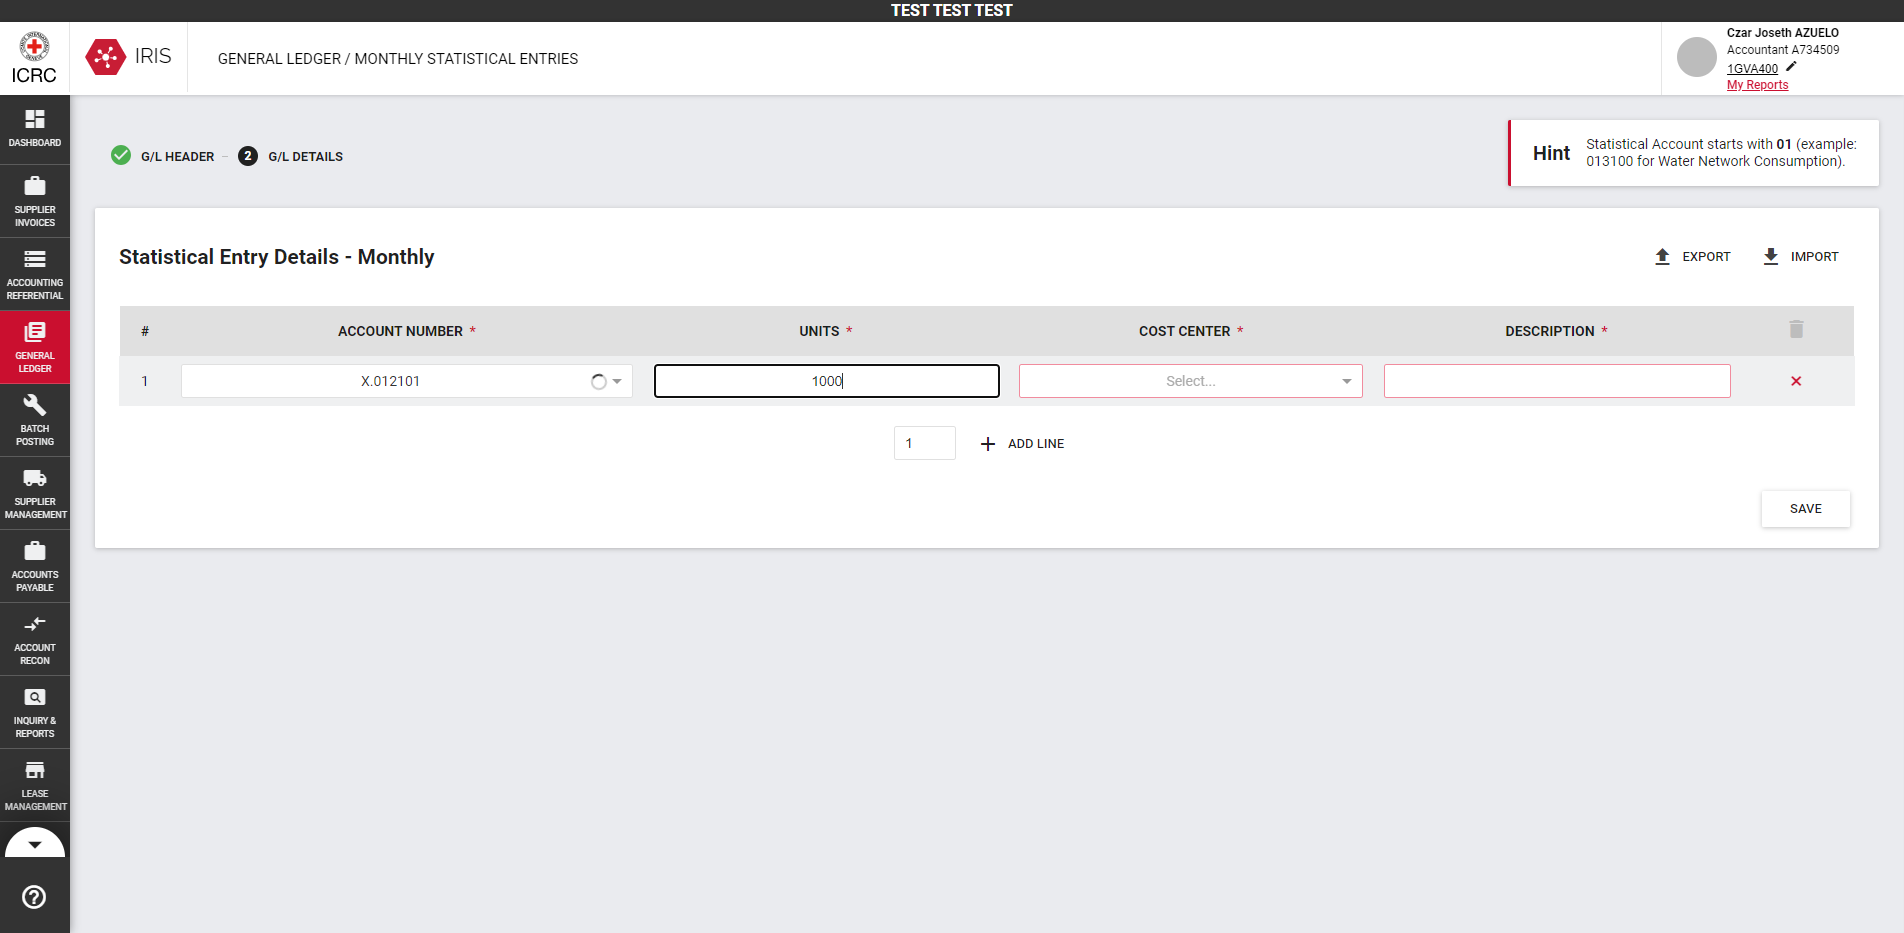 TEST TEST TEST
ICRC
IRIS
GENERAL LEDGER / MONTHLY STATISTICAL ENTRIES
Czar Joseth AZUELO
Accountant A734509
1GVA400
My Reports
DASHBOARD
SUPPLIER
INVOICES
ACCOUNTING
REFERENTIAL
GENERAL
LEDGER
BATCH
POSTING
SUPPLIER
MANAGEMENT
ACCOUNTS
PAYABLE
ACCOUNT
RECON
INQUIRY &
REPORTS
LEASE
MANAGEMENT
G/L HEADER
2 G/L DETAILS
Hint
Statistical Account starts with 01 (example:
013100 for Water Network Consumption).
Statistical Entry Details - Monthly
EXPORT
IMPORT
# ACCOUNT NUMBER * UNITS * COST CENTER * DESCRIPTION *
1 X.012101 1000 Select...
1 ADD LINE
SAVE